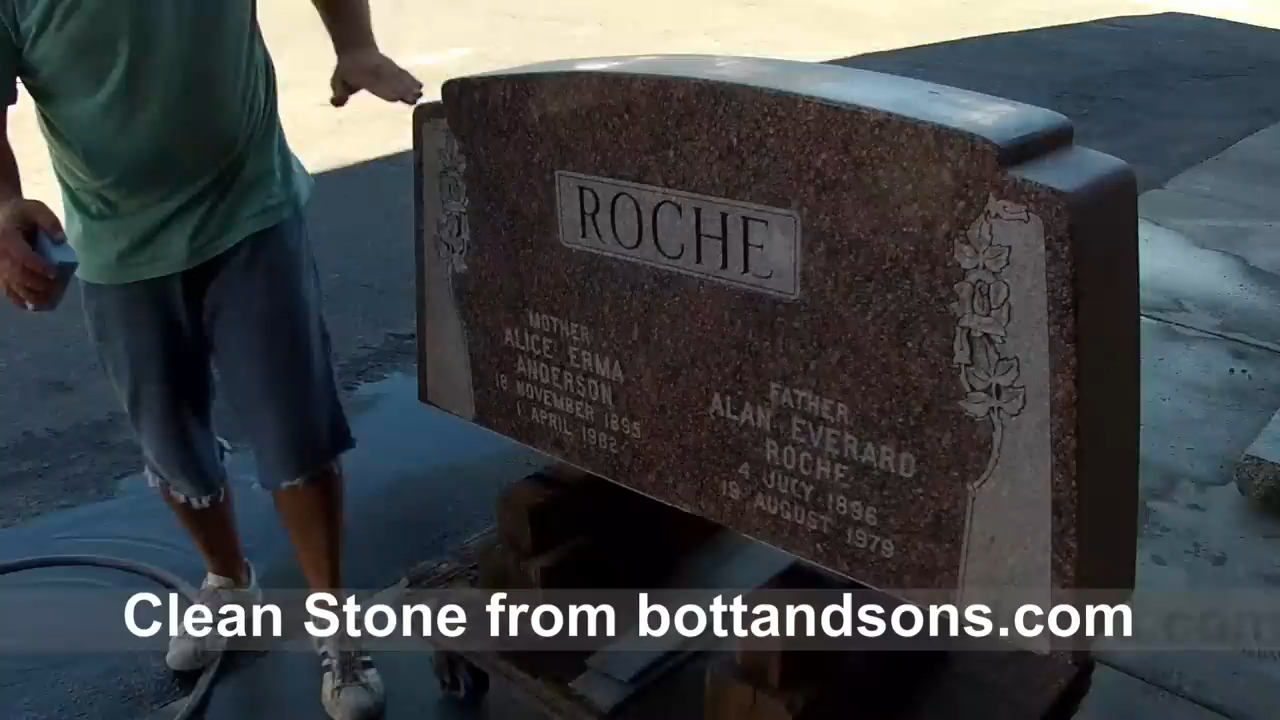 ROCHE
MOTHER
ALICE ERMA
ANDERSON
18 NOVEMBER 1895
1 APRIL 1982
FATHER
ALAN EVERARD
ROCHE
4 JULY 1896
19 AUGUST 1979
Clean Stone from bottandsons.com